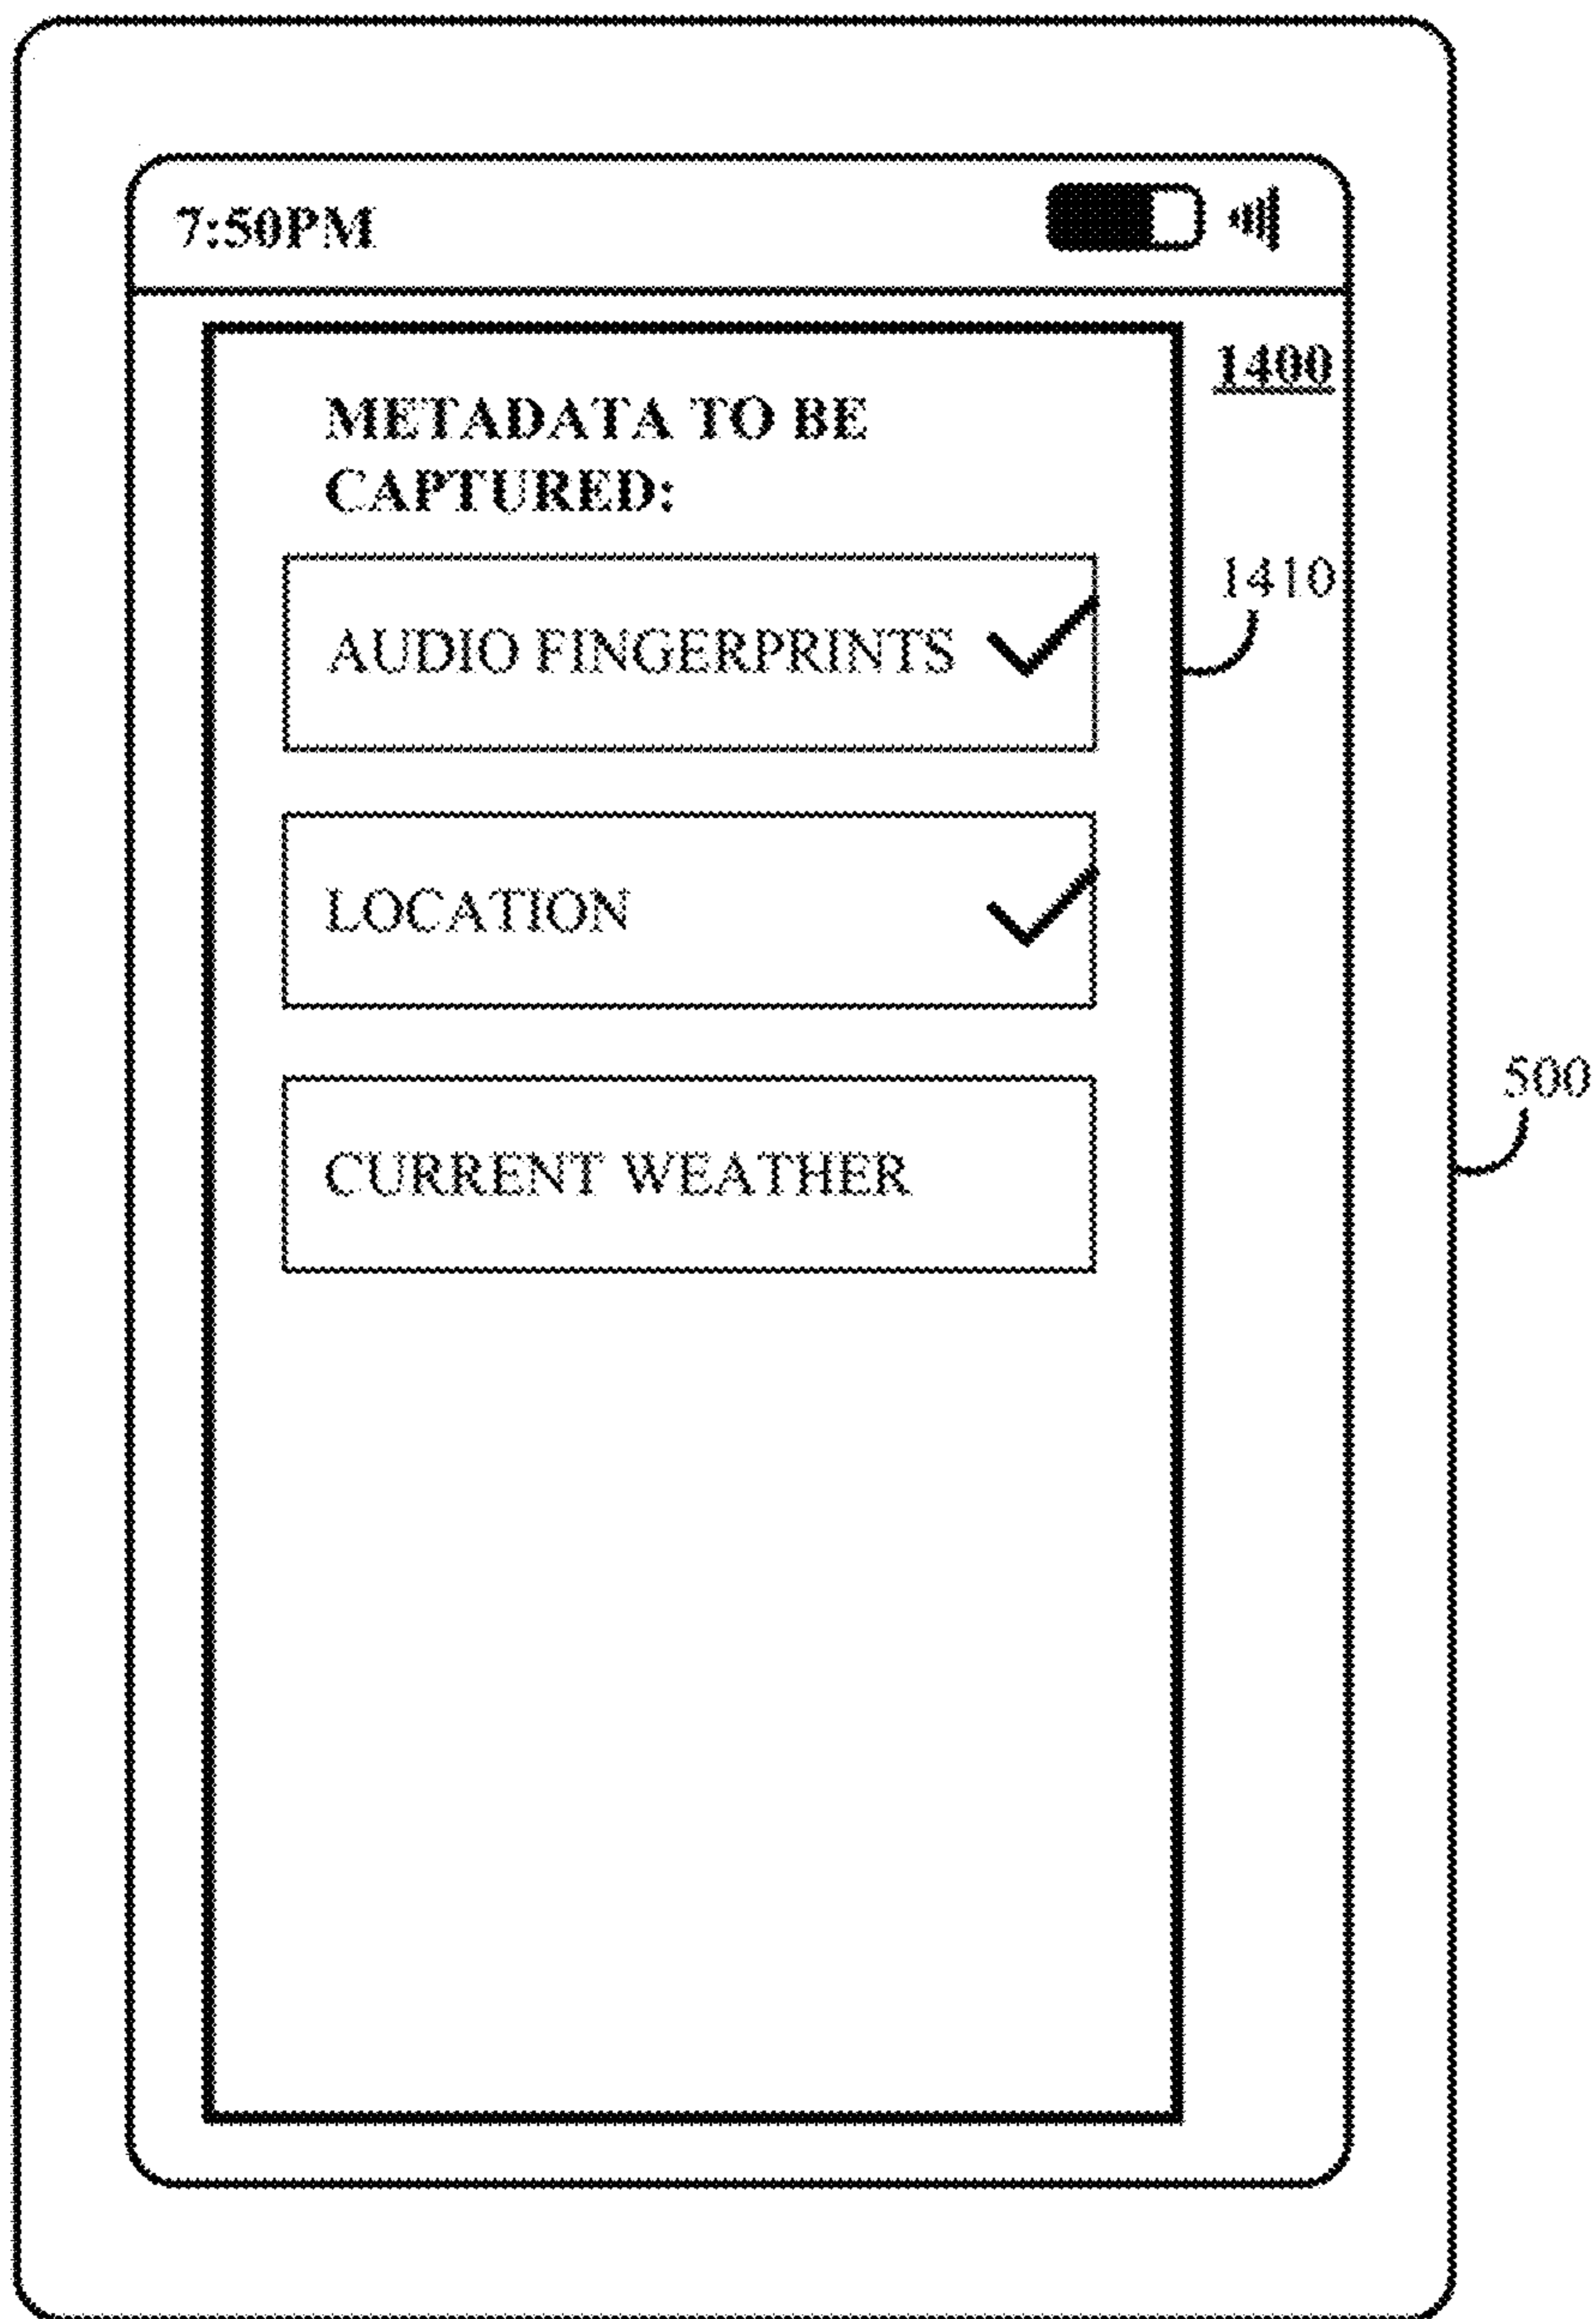 7:50PM
1400
METADATA TO BE
CAPTURED:
1410
AUDIO FINGERPRINTS
LOCATION
500
CURRENT WEATHER